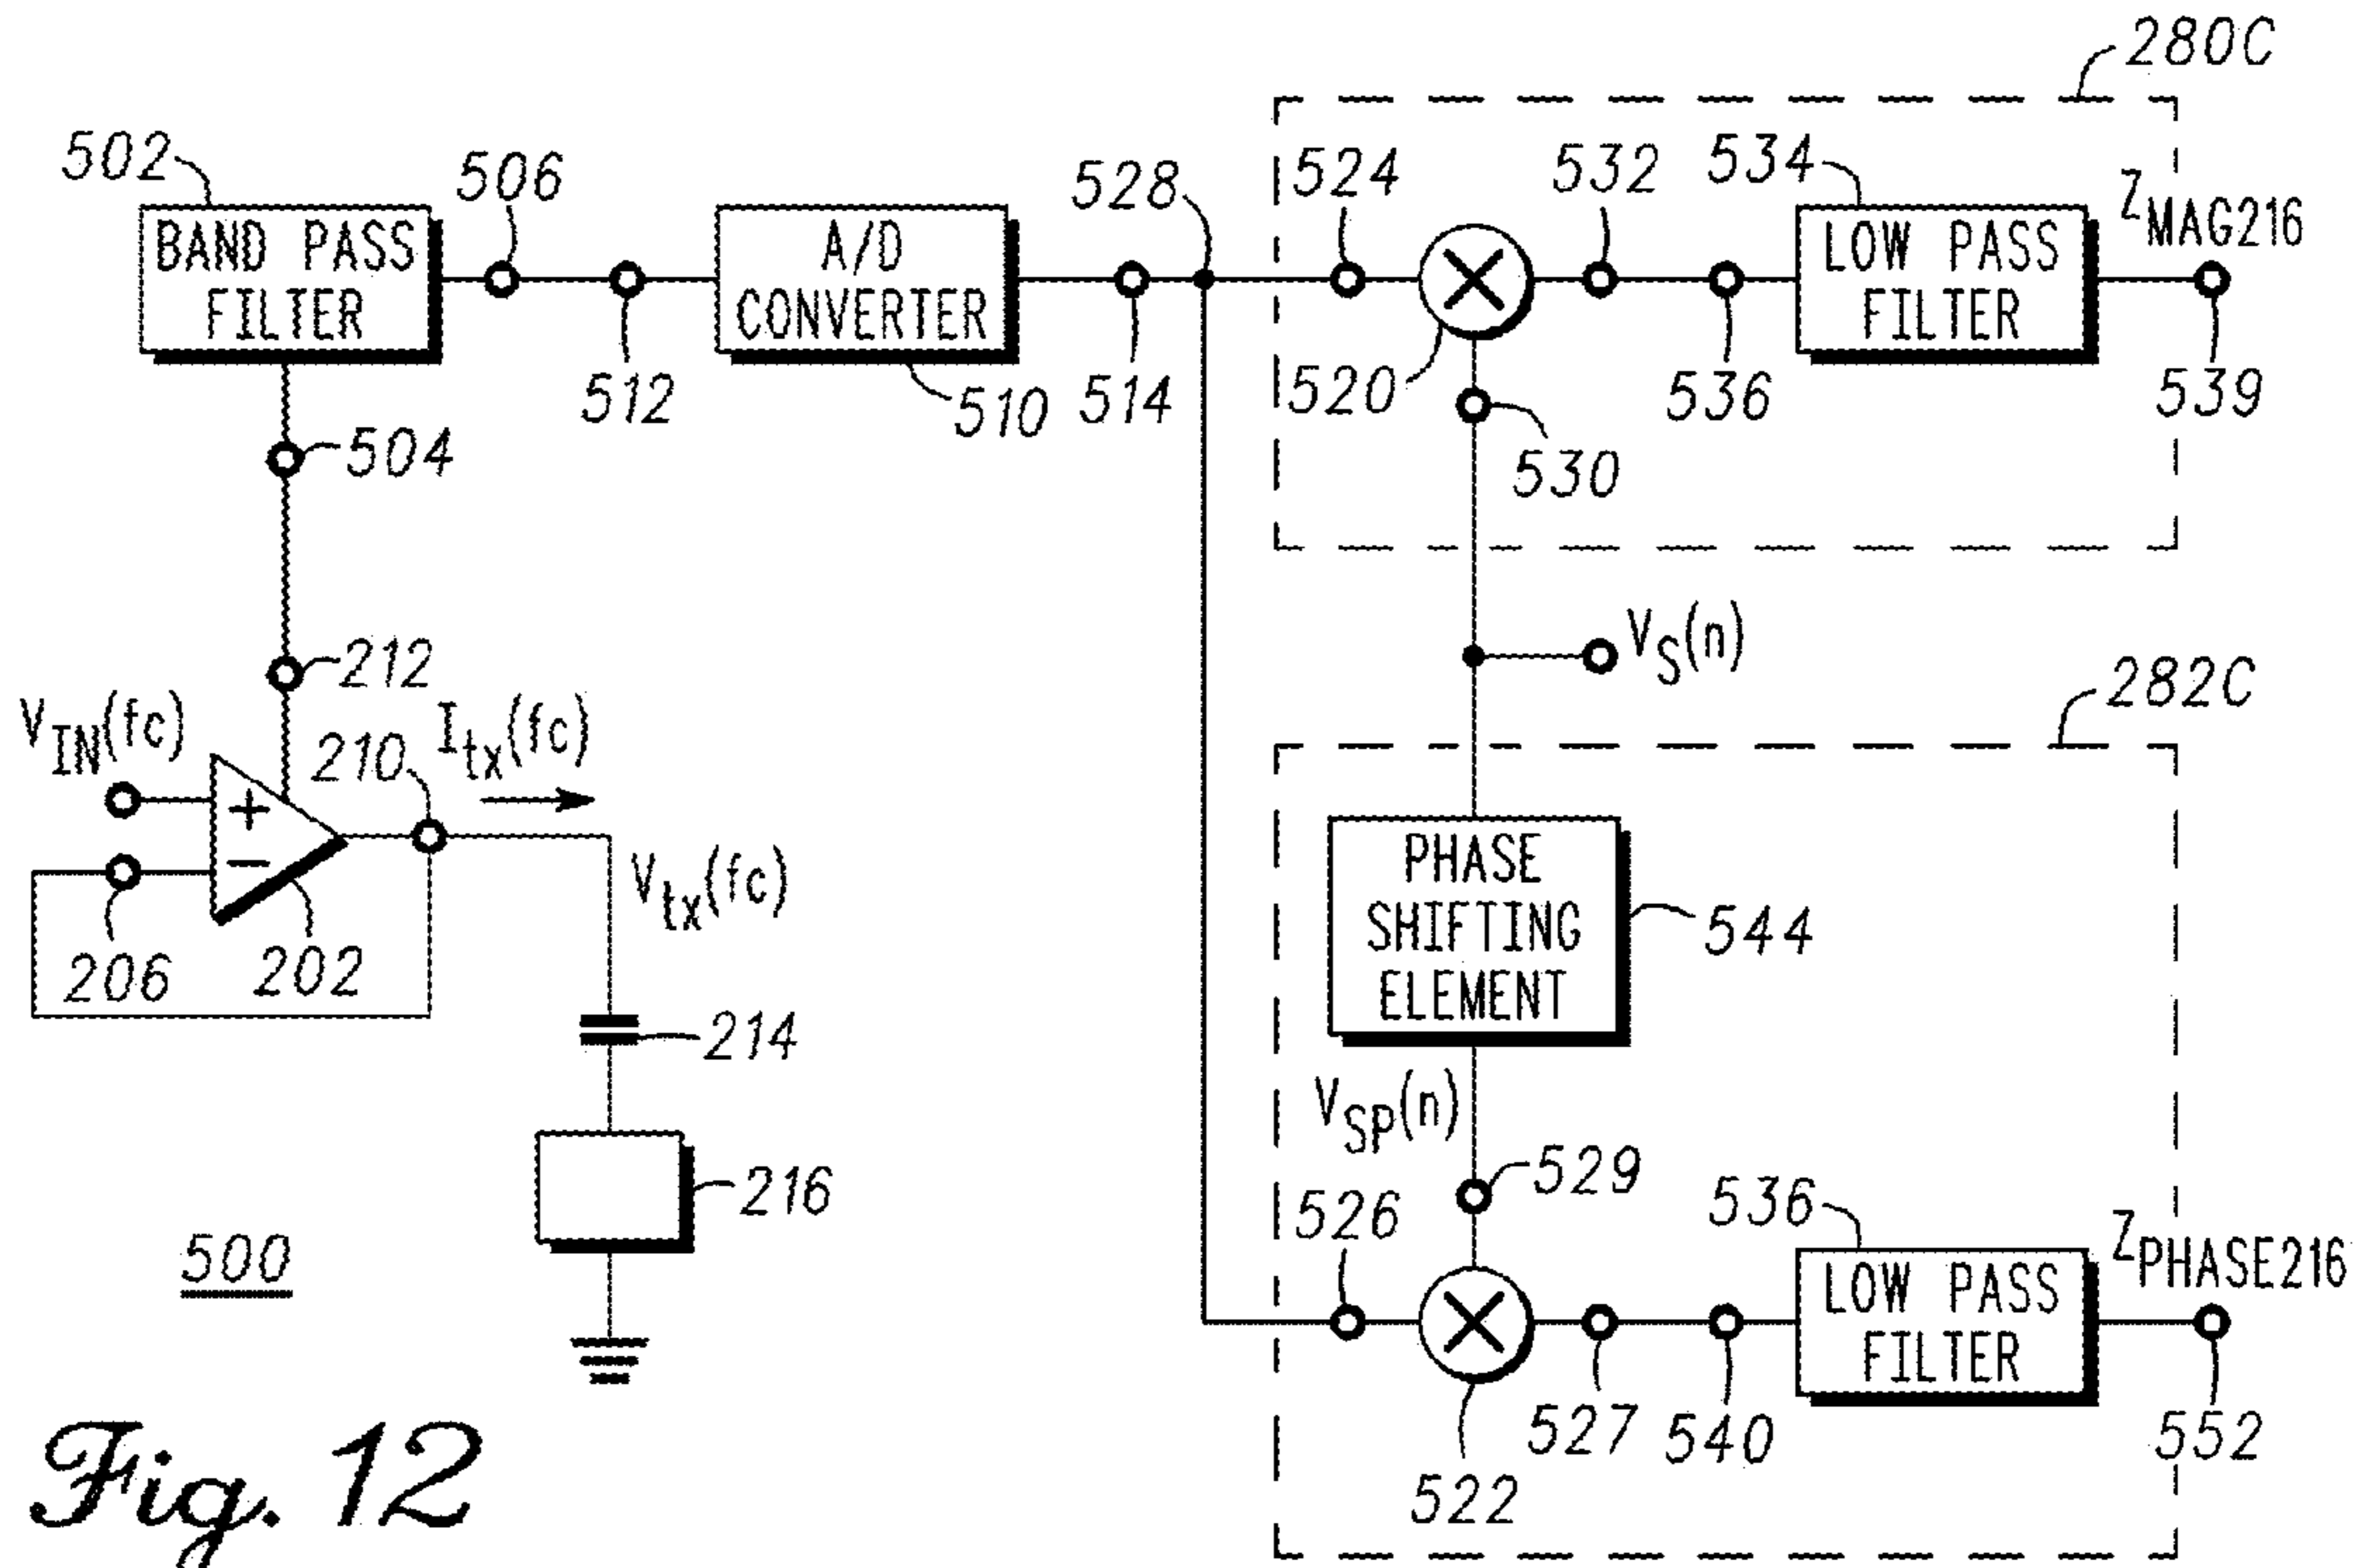 280C
502
BAND PASS
FILTER
506
512
A/D
CONVERTER
510
528
514
524
520
532
530
534
LOW PASS
FILTER
536
Z_MAG216
539
504
212
V_IN(fc)
210
I_tx(fc)
+
−
206
202
V_tx(fc)
214
216
500
V_S(n)
282C
PHASE
SHIFTING
ELEMENT
544
V_SP(n)
529
526
522
527
540
536
LOW PASS
FILTER
Z_PHASE216
552
Fig. 12